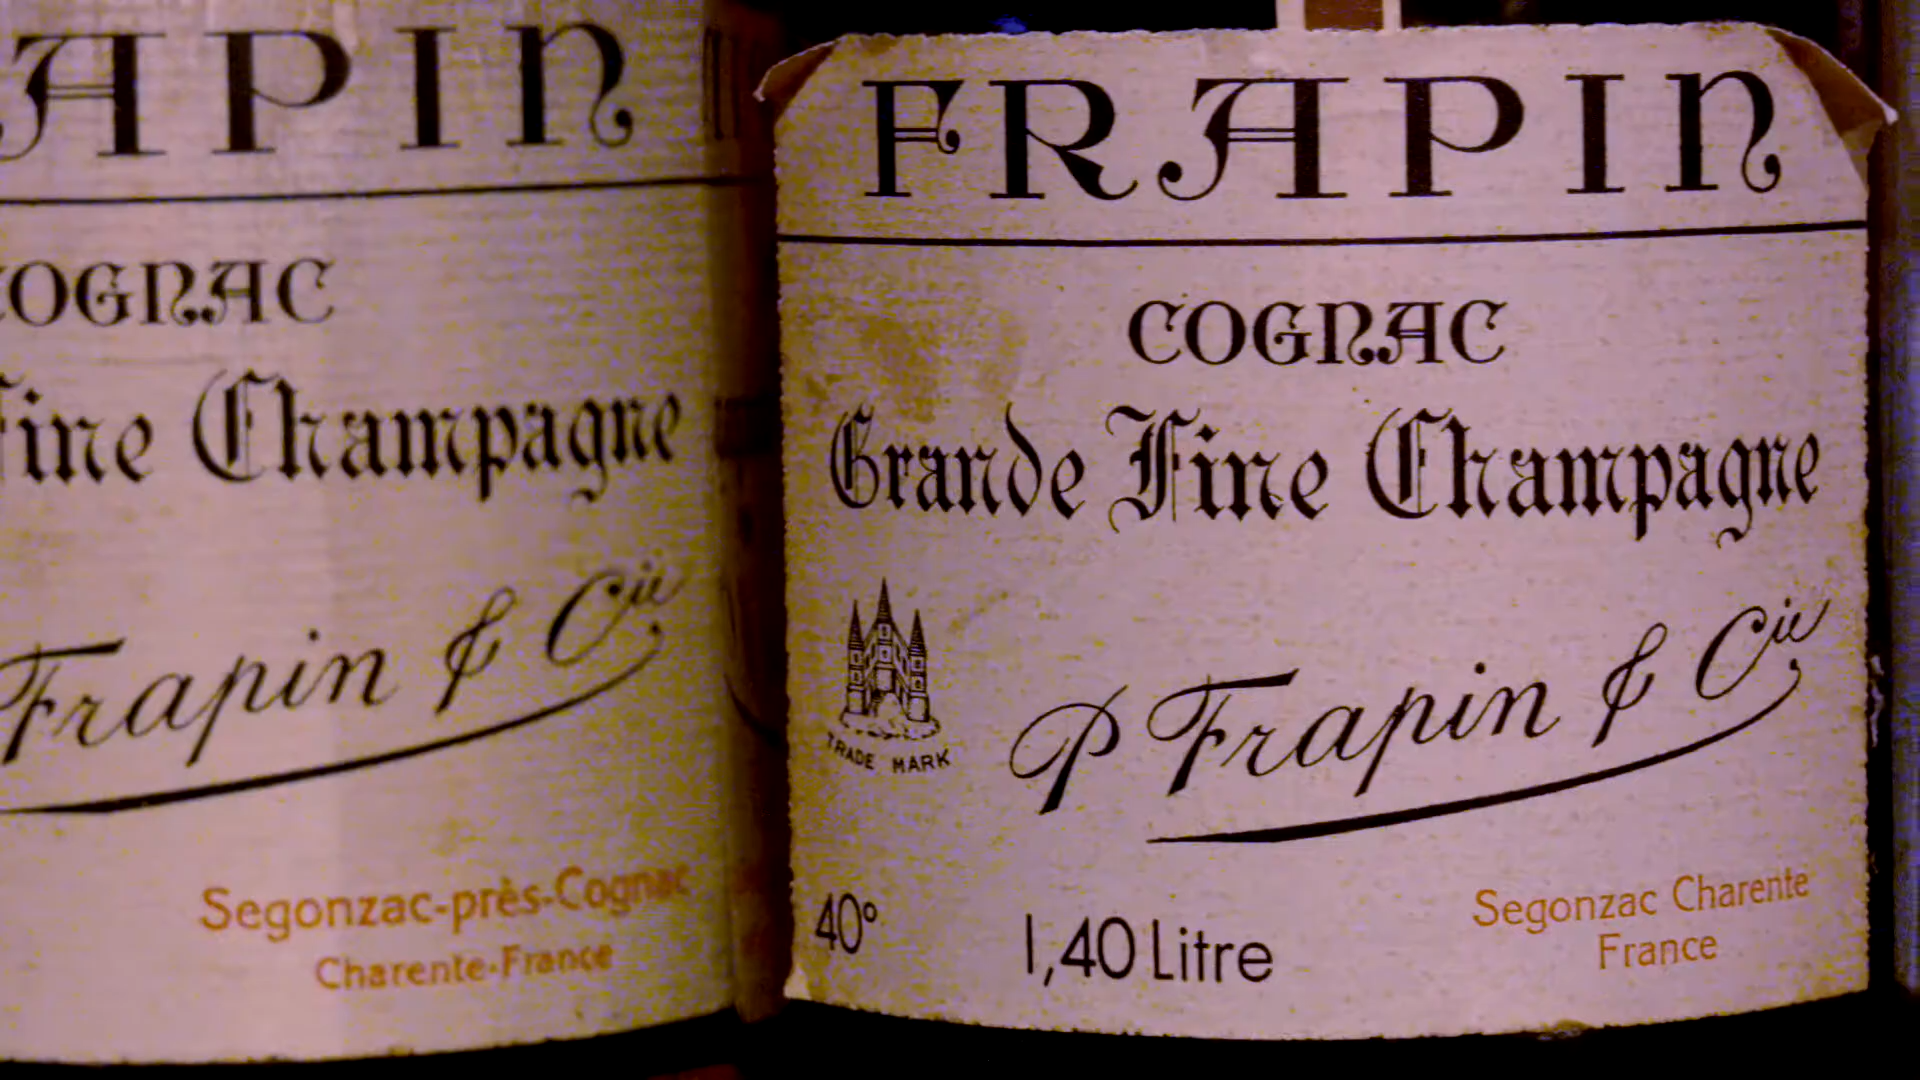 APIN
COGNAC
Fine Champagne
Frapin & Cie
Segonzac-près-Cognac
Charente-France
FRAPIN
COGNAC
Grande Fine Champagne
TRADE MARK
P Frapin & Cie
40°
1,40 Litre
Segonzac Charente
France